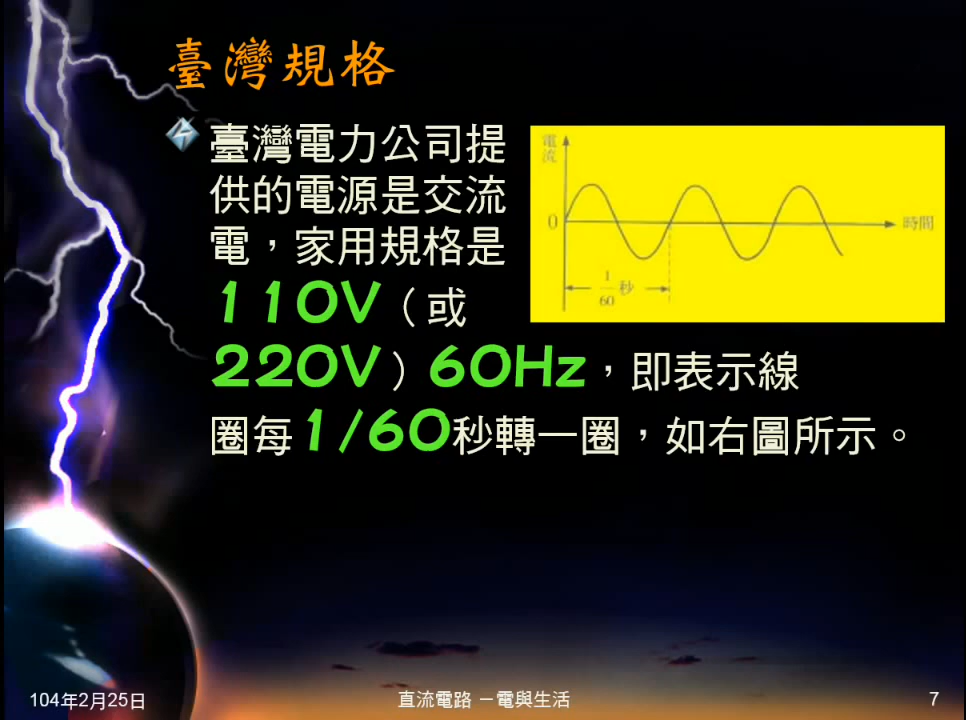 臺灣規格
臺灣電力公司提
供的電源是交流
電,家用規格是
110V(或
220V)60Hz,即表示線
圈每1/60秒轉一圈,如右圖所示。
電流
0
時間
1
60
秒
104年2月25日
直流電路 －電與生活
7